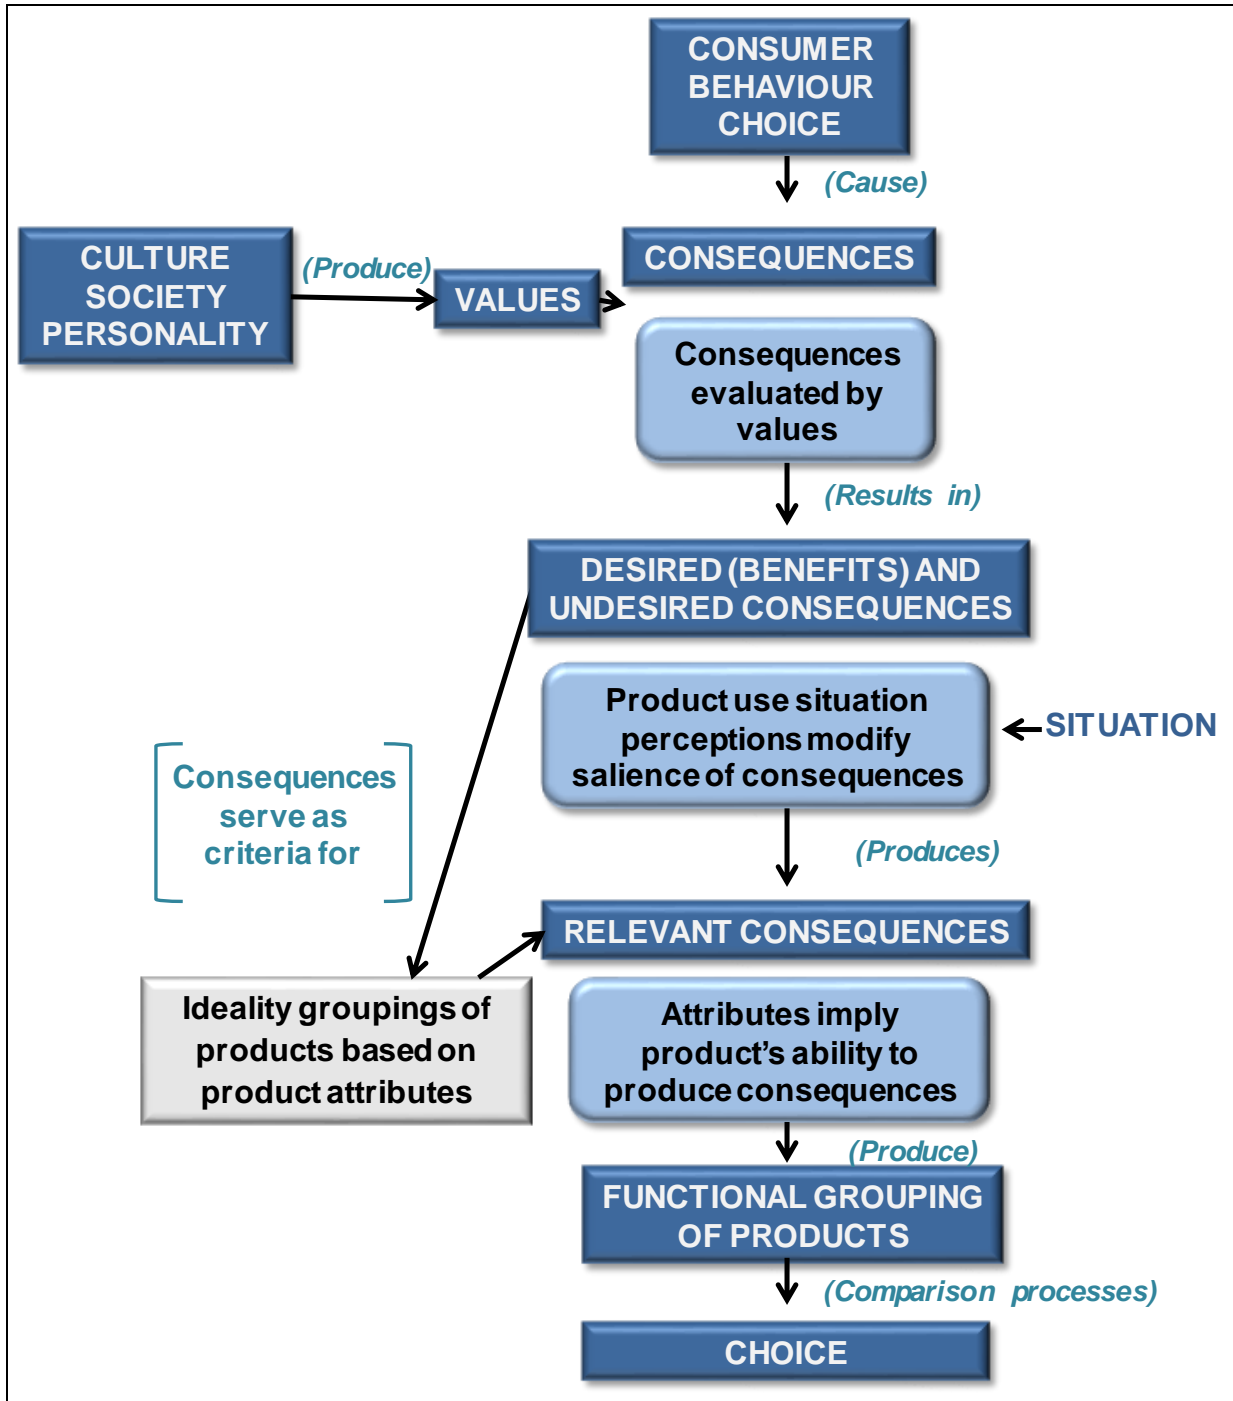 CONSUMER
BEHAVIOUR
CHOICE
(Cause)
CULTURE
SOCIETY
PERSONALITY
(Produce)
VALUES
CONSEQUENCES
Consequences
evaluated by
values
(Results in)
DESIRED (BENEFITS) AND
UNDESIRED CONSEQUENCES
Product use situation
perceptions modify
salience of consequences
SITUATION
Consequences
serve as
criteria for
(Produces)
RELEVANT CONSEQUENCES
Ideality groupings of
products based on
product attributes
Attributes imply
product's ability to
produce consequences
(Produce)
FUNCTIONAL GROUPING
OF PRODUCTS
(Comparison processes)
CHOICE